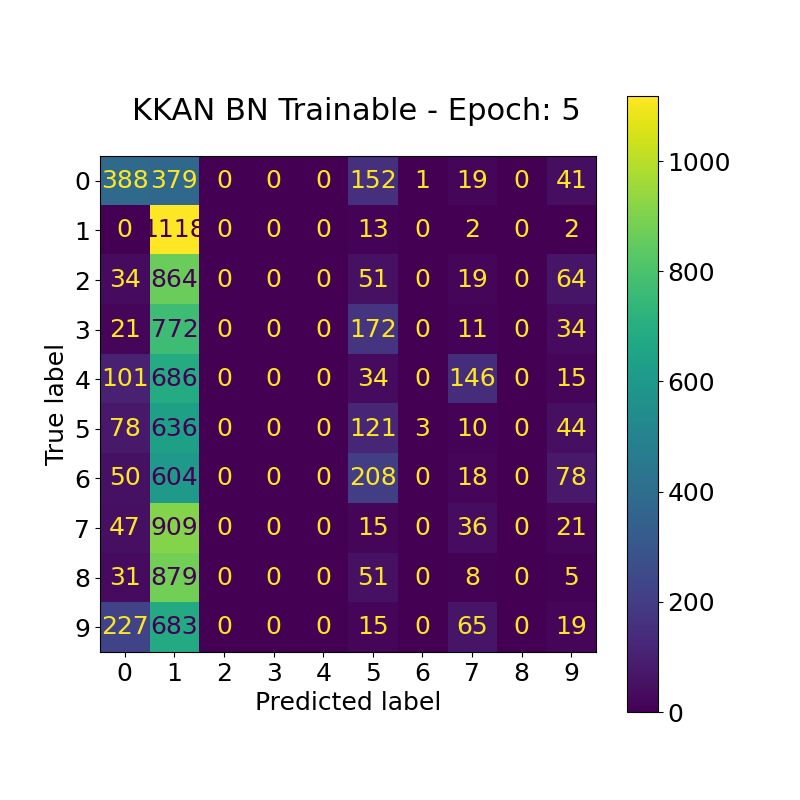 KKAN BN Trainable - Epoch: 5
0 388 379 0 0 0 152 1 19 0 41
1 0 1118 0 0 0 13 0 2 0 2
2 34 864 0 0 0 51 0 19 0 64
3 21 772 0 0 0 172 0 11 0 34
4 101 686 0 0 0 34 0 146 0 15
5 78 636 0 0 0 121 3 10 0 44
6 50 604 0 0 0 208 0 18 0 78
7 47 909 0 0 0 15 0 36 0 21
8 31 879 0 0 0 51 0 8 0 5
9 227 683 0 0 0 15 0 65 0 19
0 1 2 3 4 5 6 7 8 9
Predicted label
True label
1000
800
600
400
200
0